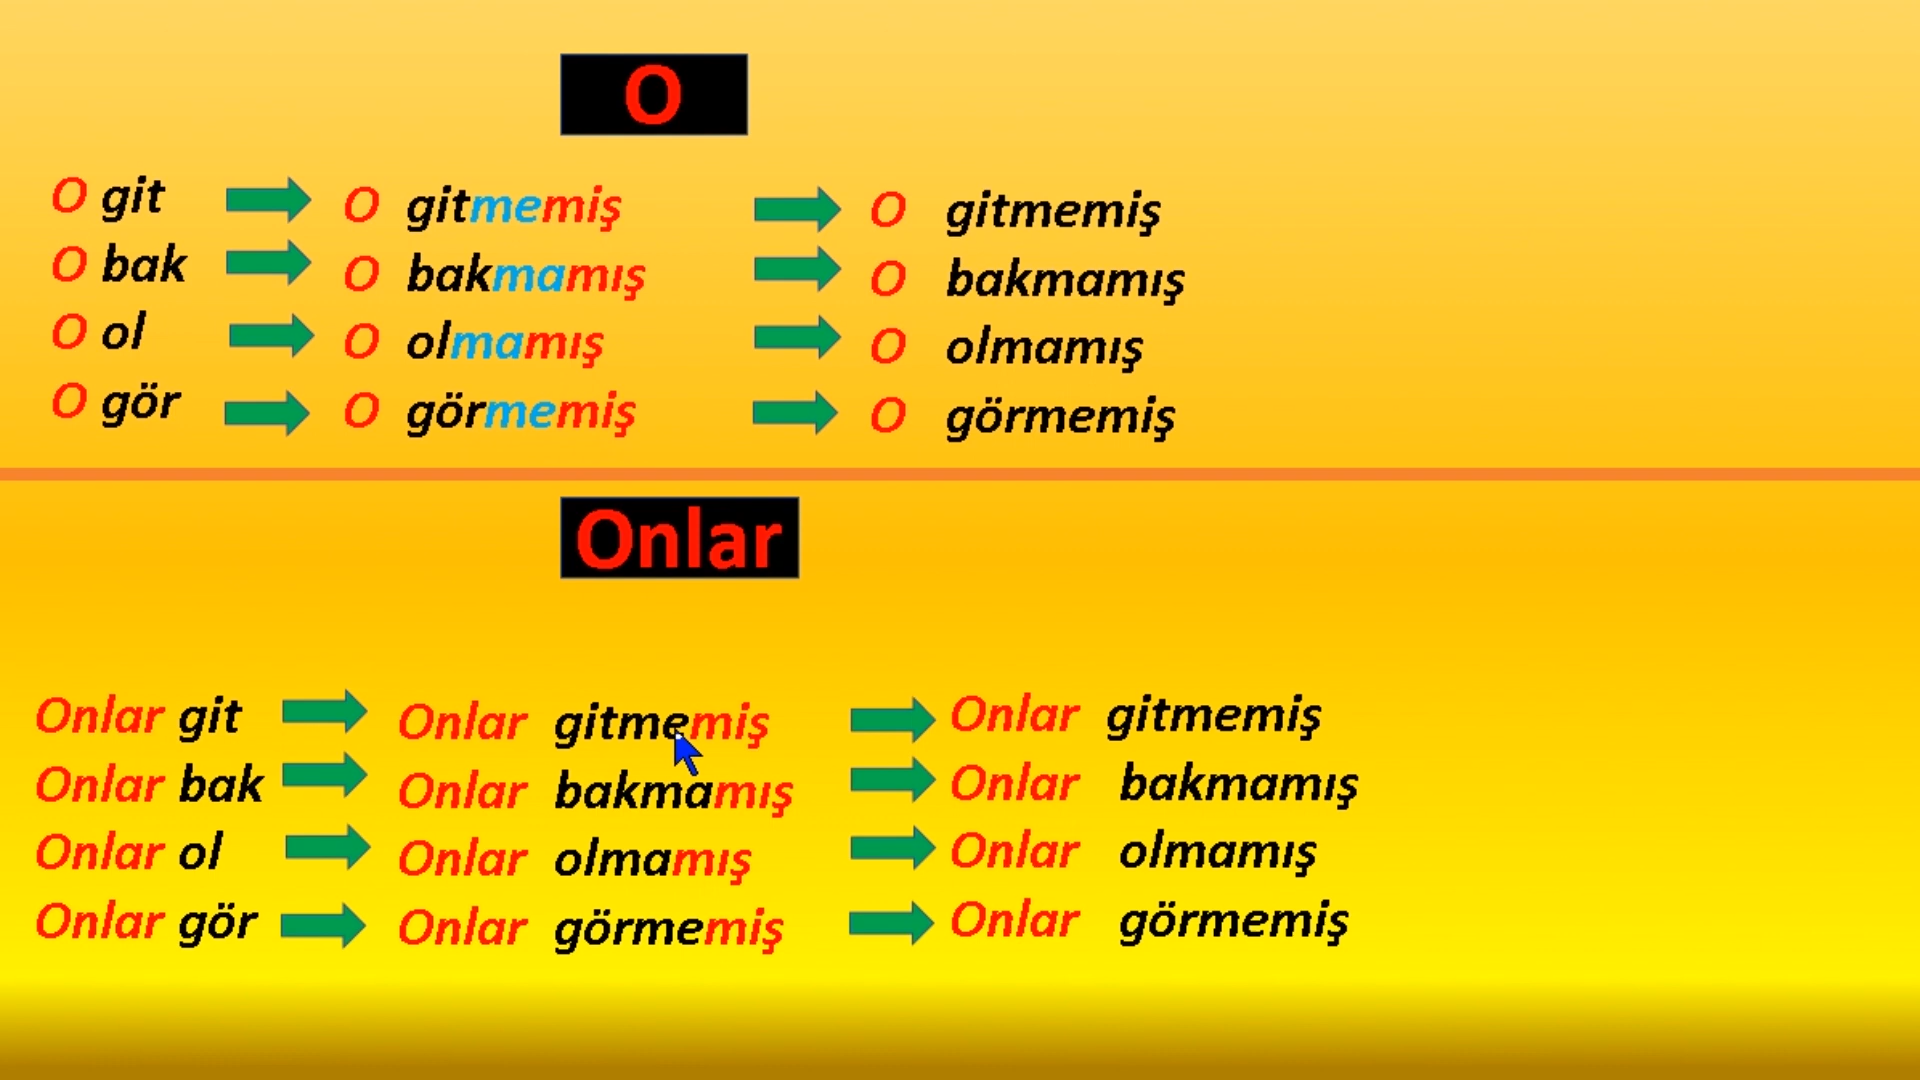 O
O git O gitmemiş O gitmemiş
O bak O bakmamış O bakmamış
O ol O olmamış O olmamış
O gör O görmemiş O görmemiş
Onlar
Onlar git Onlar gitmemiş Onlar gitmemiş
Onlar bak Onlar bakmamış Onlar bakmamış
Onlar ol Onlar olmamış Onlar olmamış
Onlar gör Onlar görmemiş Onlar görmemiş